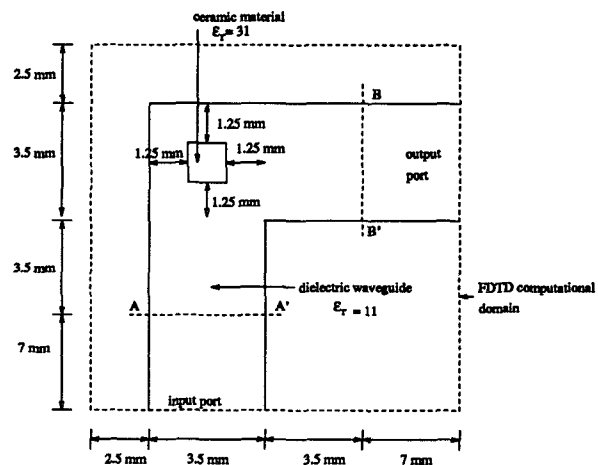 ceramic material
εr = 31
2.5 mm
B
1.25 mm
3.5 mm
1.25 mm
1.25 mm
output
port
1.25 mm
B'
3.5 mm
dielectric waveguide
εr = 11
FDTD computational
domain
A
A'
7 mm
input port
2.5 mm
3.5 mm
3.5 mm
7 mm